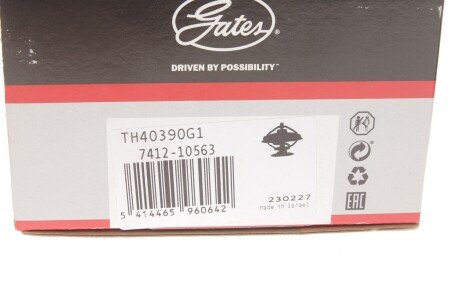 Gates®
DRIVEN BY POSSIBILITY™
TH40390G1
7412-10563
5 414465 960642
230227
Made in Israel
EAC